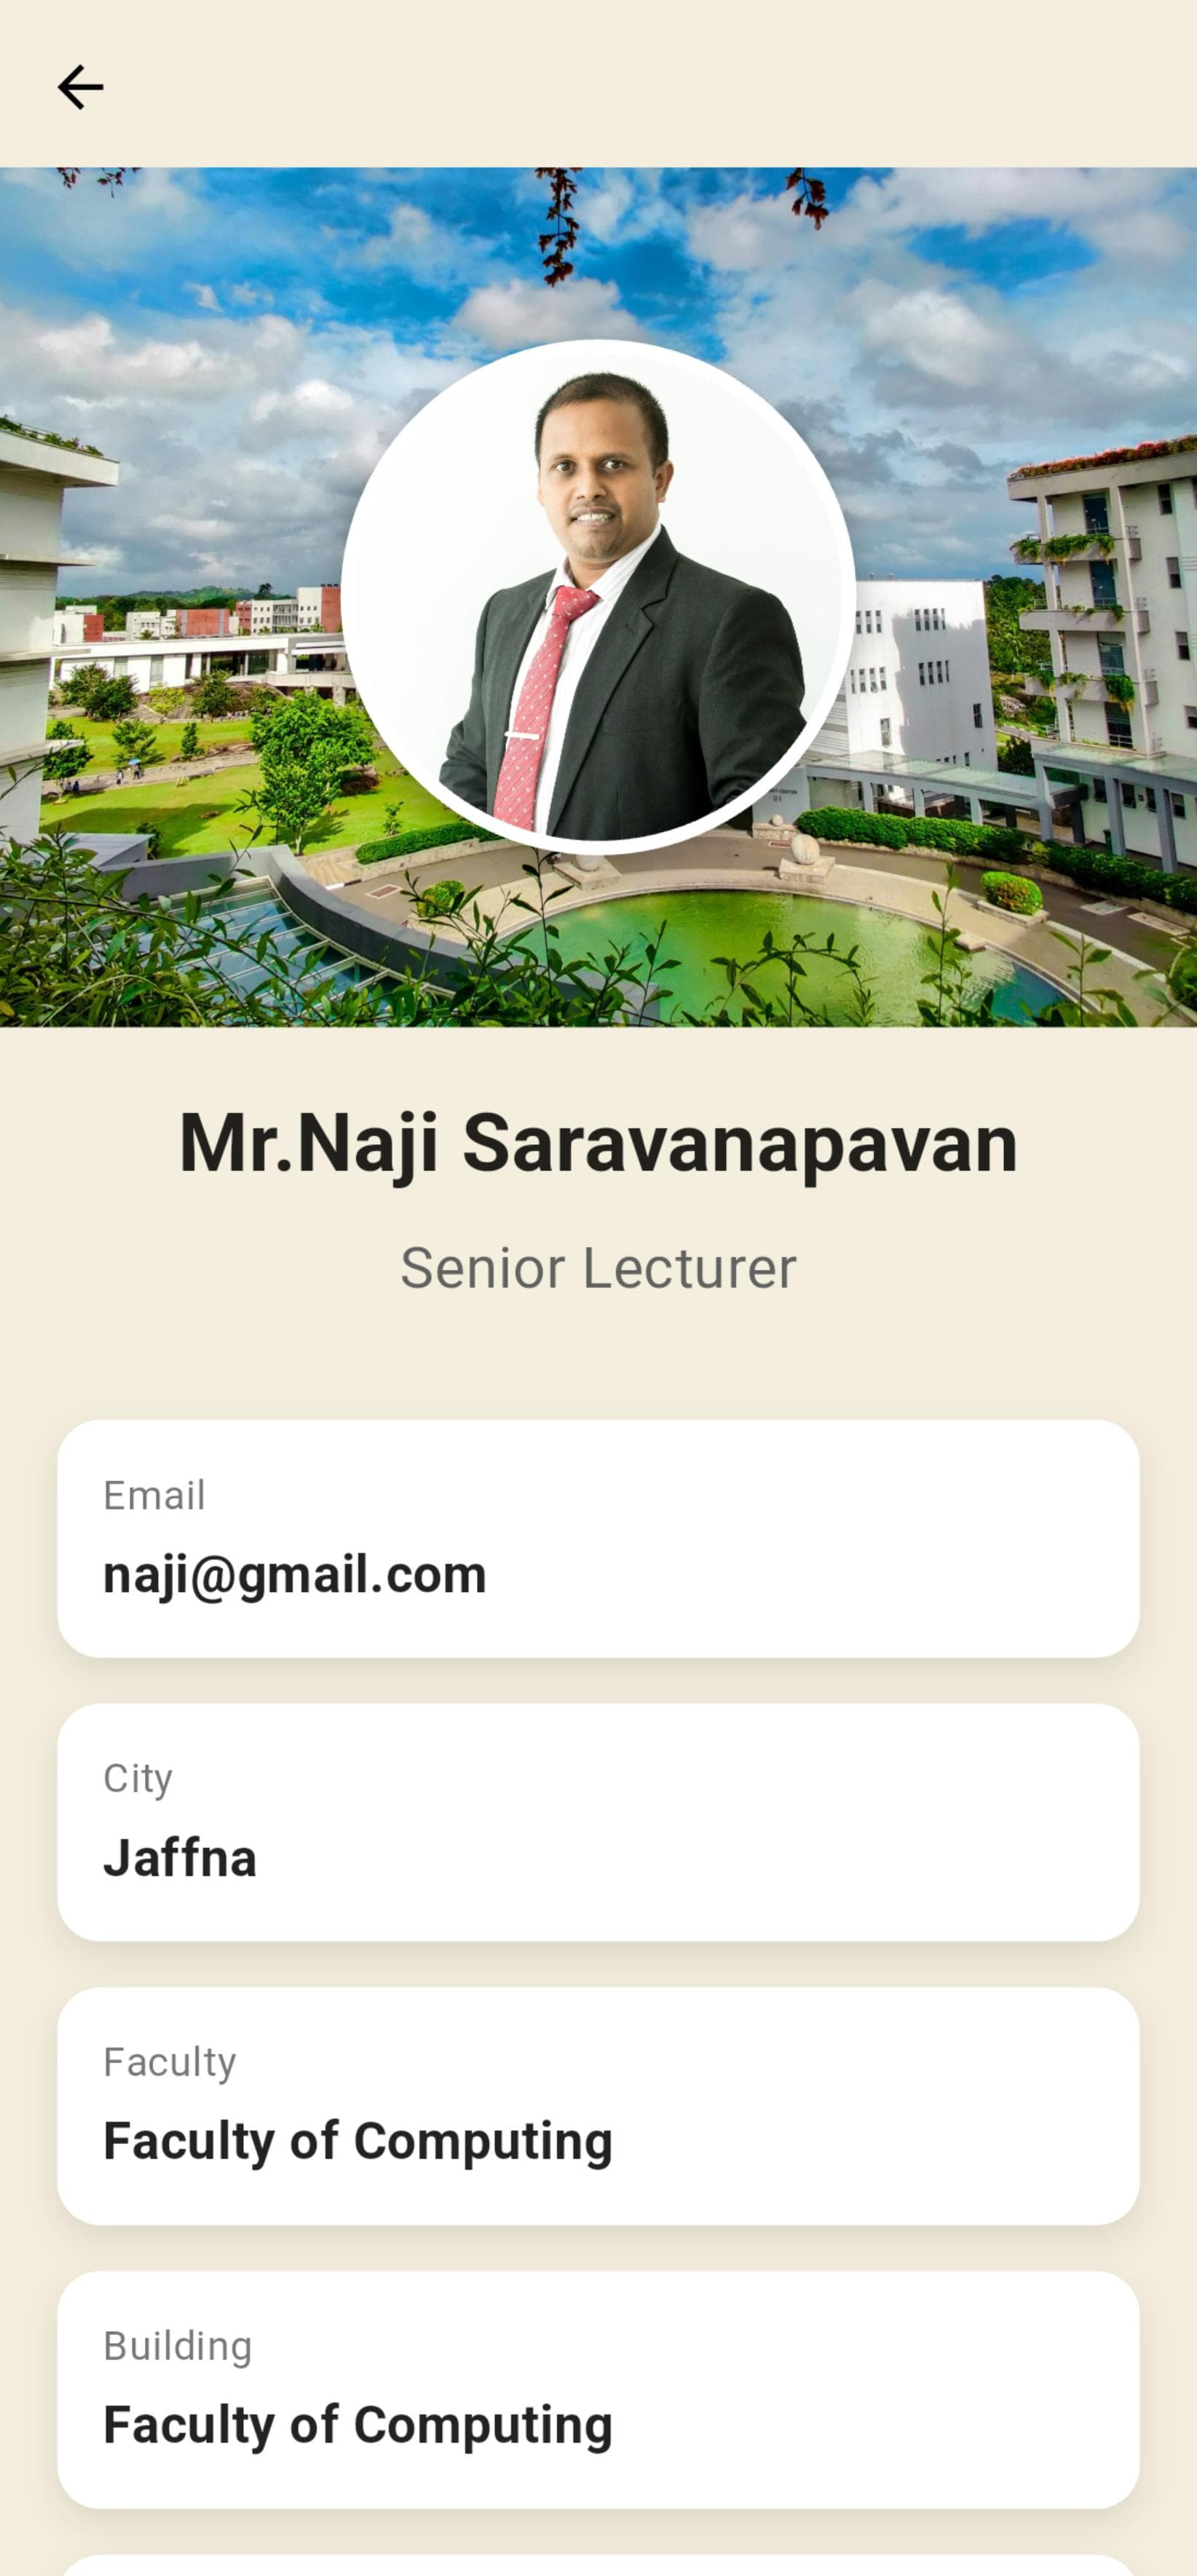 Mr.Naji Saravanapavan
Senior Lecturer
Email
naji@gmail.com
City
Jaffna
Faculty
Faculty of Computing
Building
Faculty of Computing